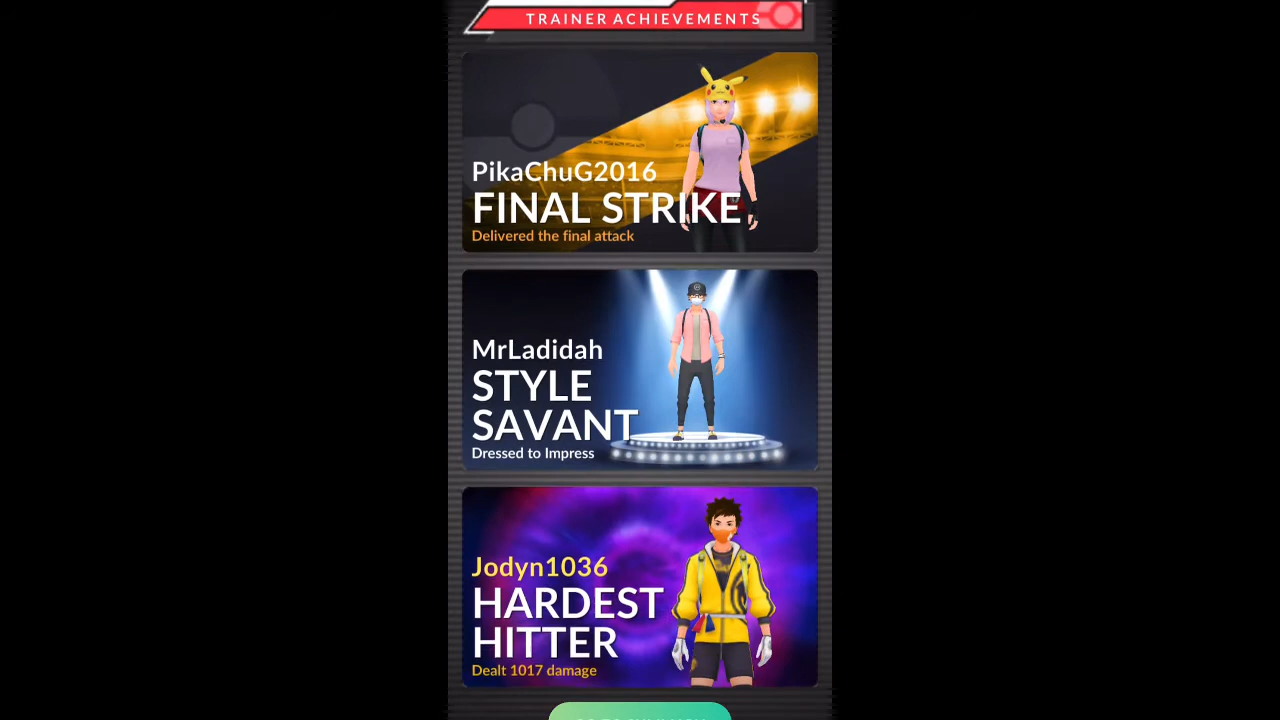 TRAINER ACHIEVEMENTS
PikaChuG2016
FINAL STRIKE
Delivered the final attack
MrLadidah
STYLE
SAVANT
Dressed to Impress
Jodyn1036
HARDEST
HITTER
Dealt 1017 damage